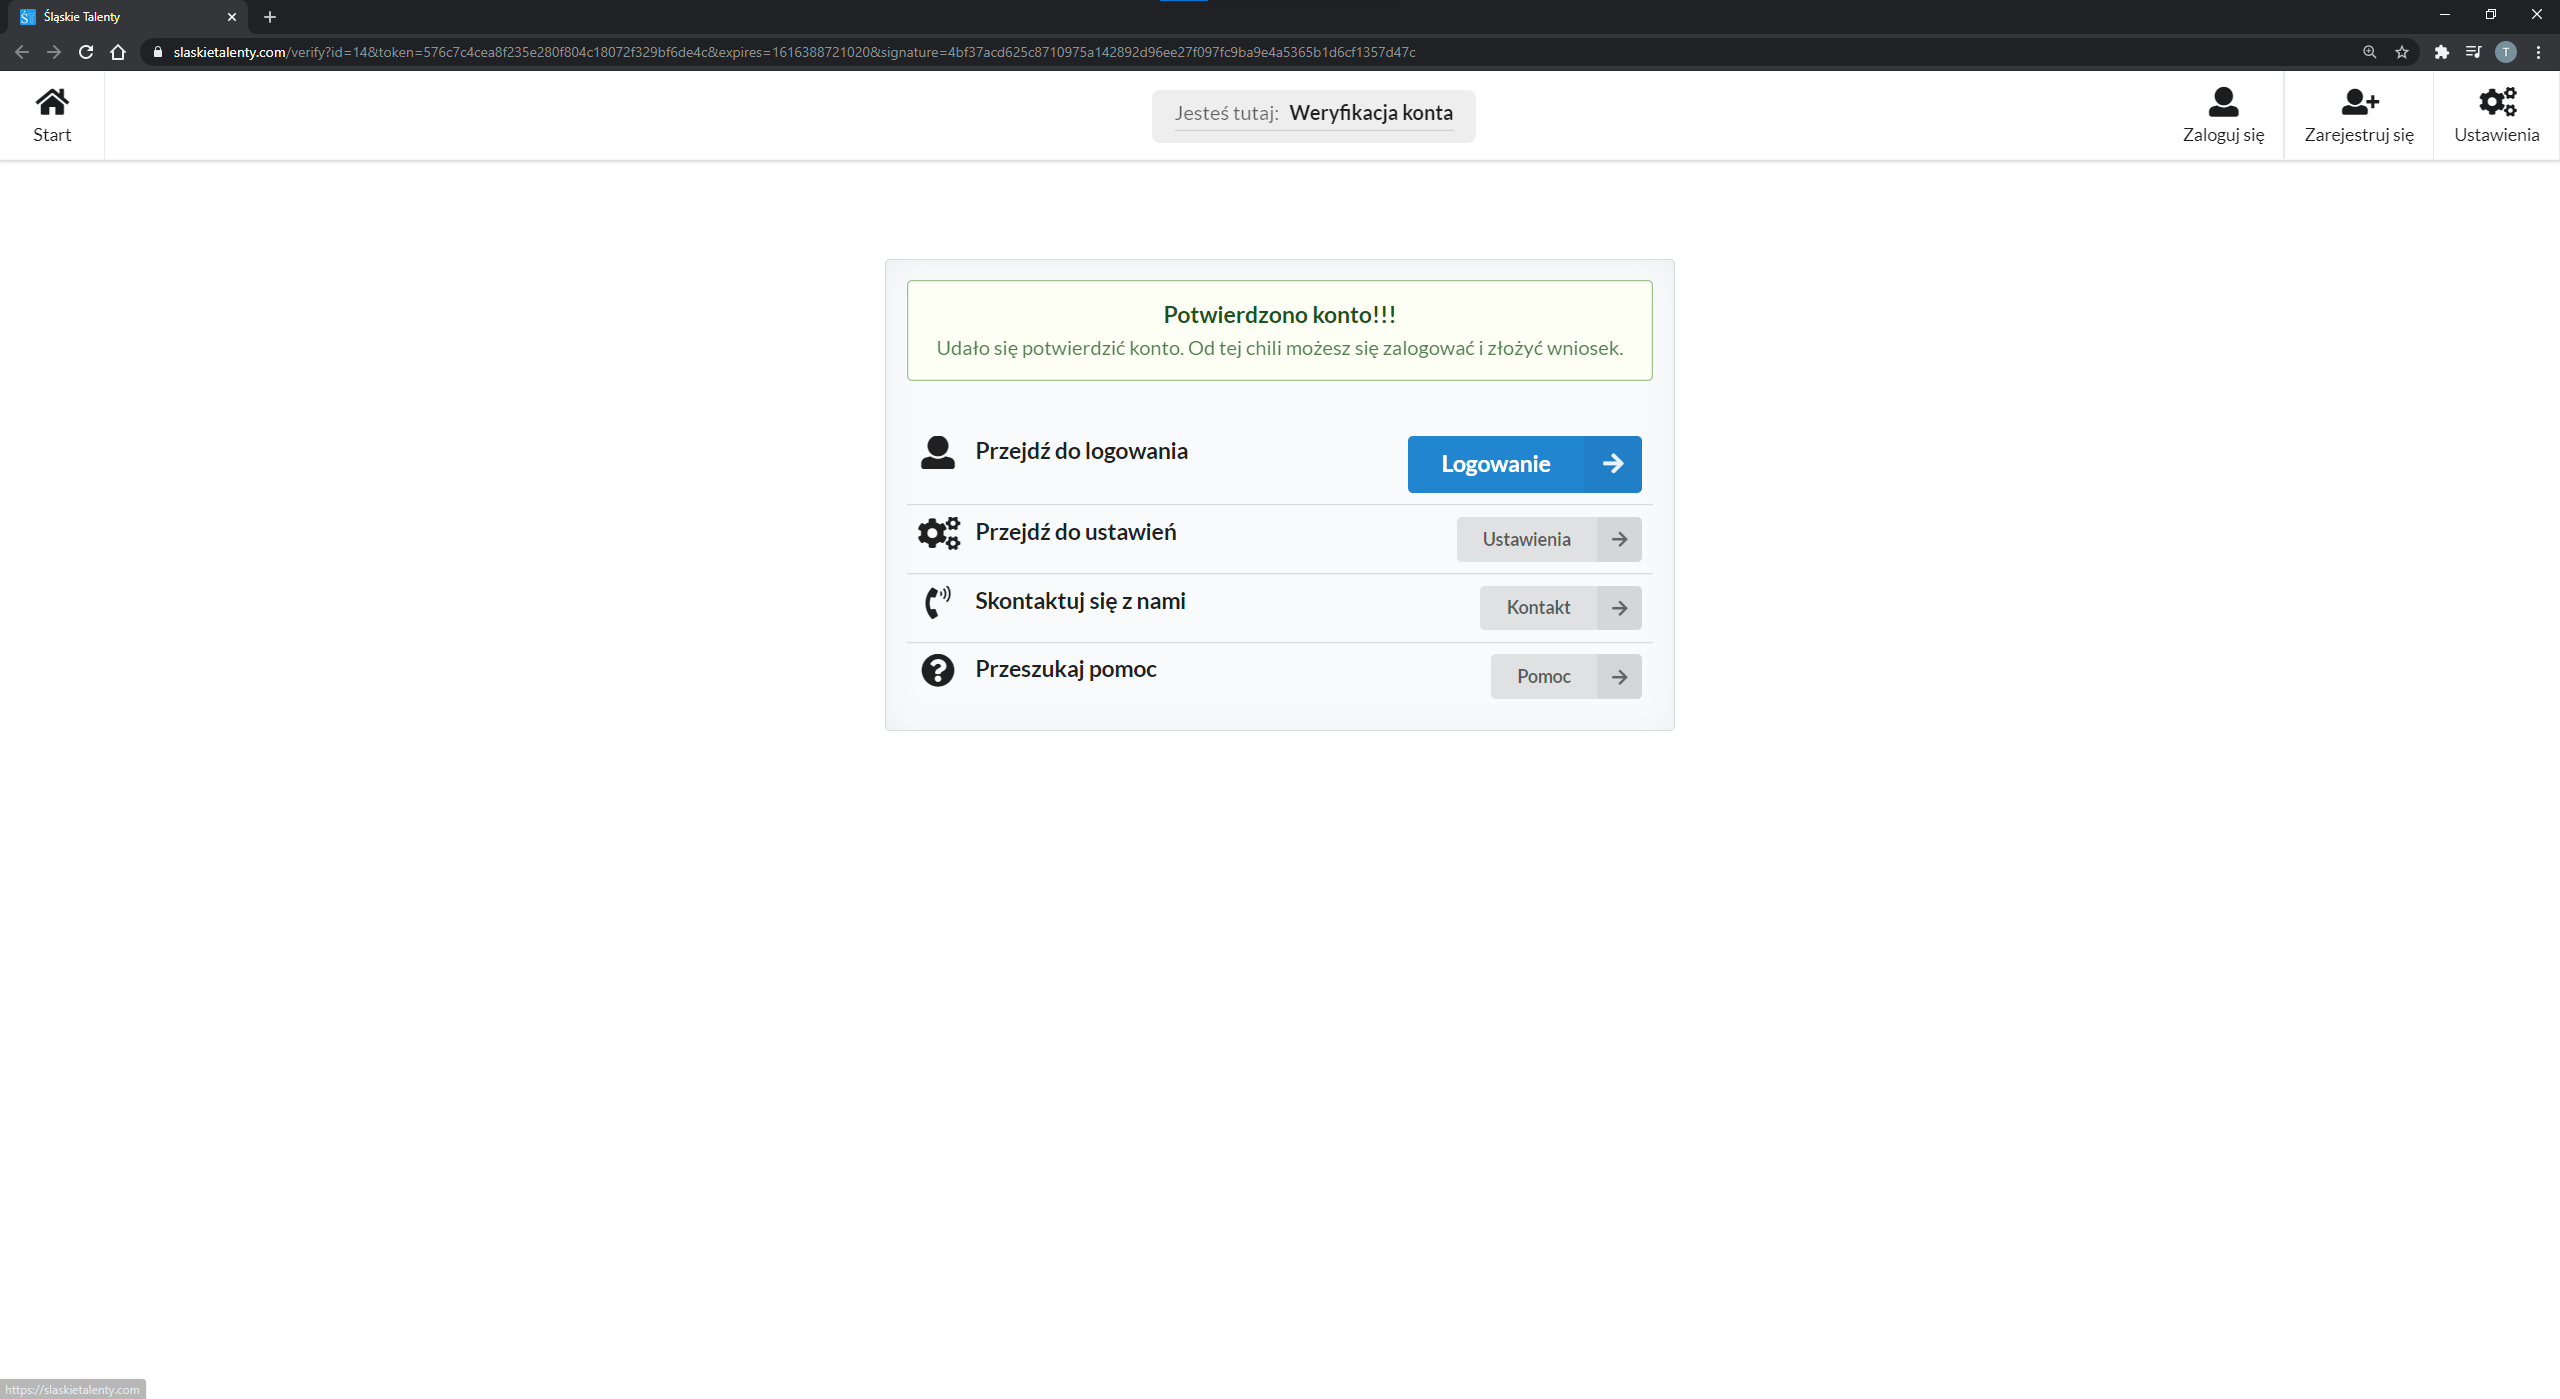 Śląskie Talenty
slaskietalenty.com/verify?id=14&token=576c7c4cea8f235e280f804c18072f329bf6de4c&expires=1616388721020&signature=4bf37acd625c8710975a142892d96ee27f097fc9ba9e4a5365b1d6cf1357d47c
T
Start
Jesteś tutaj: Weryfikacja konta
Zaloguj się
Zarejestruj się
Ustawienia
Potwierdzono konto!!!
Udało się potwierdzić konto. Od tej chili możesz się zalogować i złożyć wniosek.
Przejdź do logowania
Logowanie
Przejdź do ustawień
Ustawienia
Skontaktuj się z nami
Kontakt
Przeszukaj pomoc
Pomoc
https://slaskietalenty.com